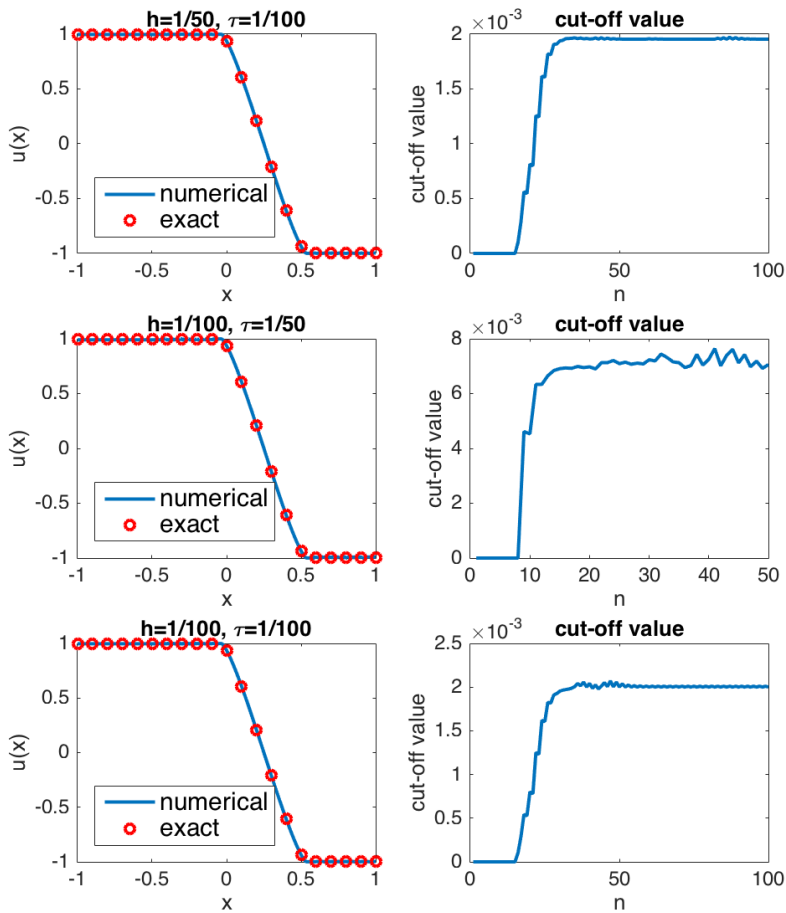 h=1/50, τ=1/100
u(x)
1
0.5
0
-0.5
-1
numerical
exact
-1 -0.5 0 0.5 1
x
cut-off value
×10⁻³
cut-off value
2
1.5
1
0.5
0
0 50 100
n
h=1/100, τ=1/50
u(x)
1
0.5
0
-0.5
-1
numerical
exact
-1 -0.5 0 0.5 1
x
cut-off value
×10⁻³
cut-off value
8
6
4
2
0
0 10 20 30 40 50
n
h=1/100, τ=1/100
u(x)
1
0.5
0
-0.5
-1
numerical
exact
-1 -0.5 0 0.5 1
x
cut-off value
×10⁻³
cut-off value
2.5
2
1.5
1
0.5
0
0 50 100
n